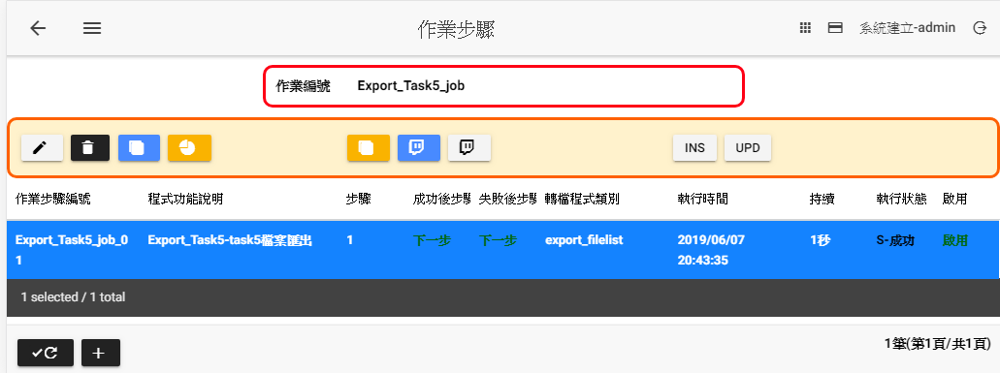 作業步驟
系統建立-admin
作業編號 Export_Task5_job
INS UPD
作業步驟編號 程式功能說明 步驟 成功後步驟 失敗後步驟 轉檔程式類別 執行時間 持續 執行狀態 啟用
Export_Task5_job_0 Export_Task5-task5檔案匯出 1 下一步 下一步 export_filelist 2019/06/07 1秒 S-成功 啟用
1 20:43:35
1 selected / 1 total
1筆(第1頁/共1頁)